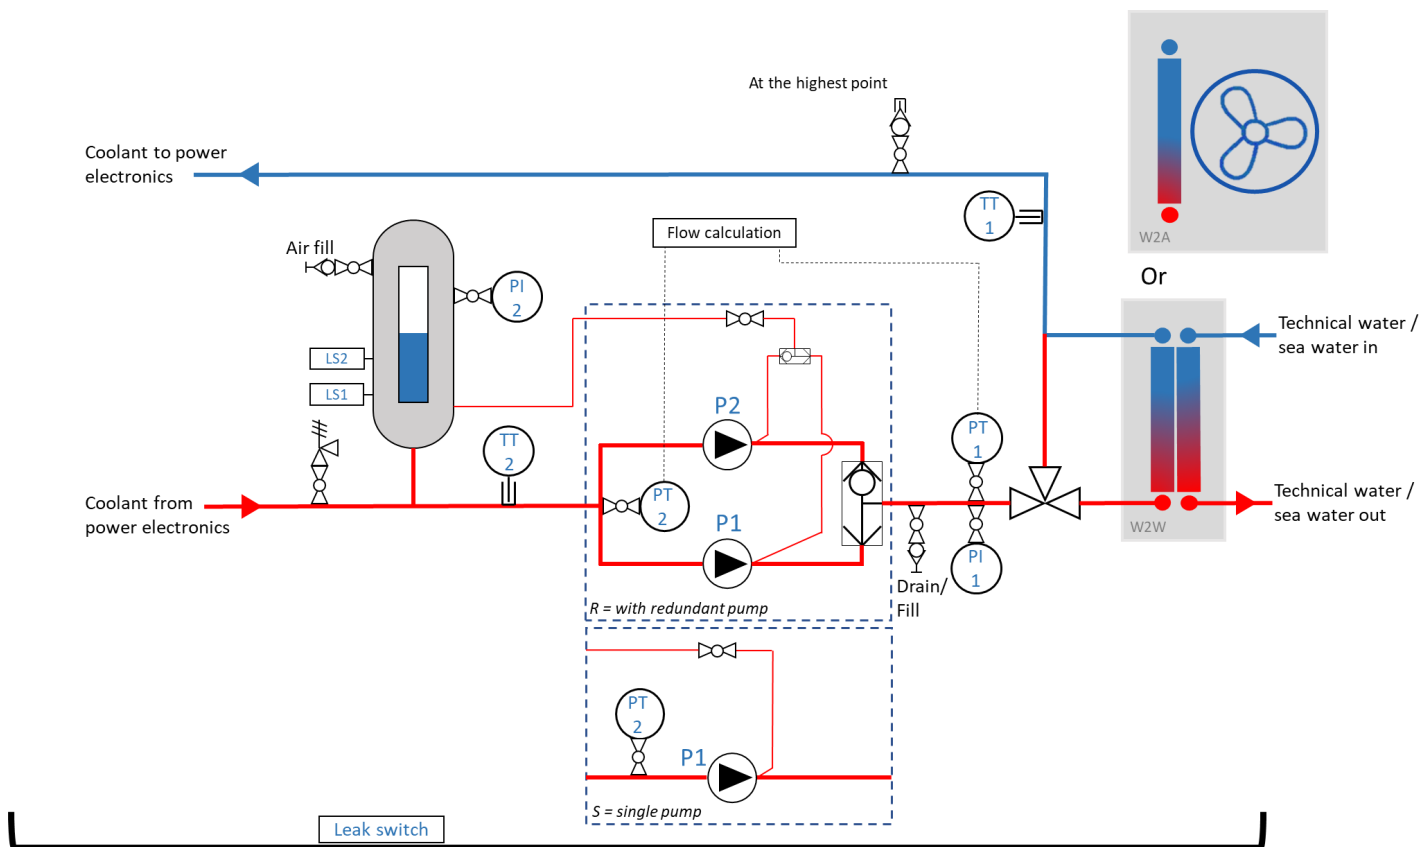 At the highest point
Coolant to power
electronics
TT
1
W2A
Or
Flow calculation
Air fill
PI
2
Technical water /
sea water in
LS2
LS1
P2
TT
2
PT
1
Coolant from
power electronics
PT
2
P1
Technical water /
sea water out
W2W
PI
1
Drain/
Fill
R = with redundant pump
PT
2
P1
S = single pump
Leak switch